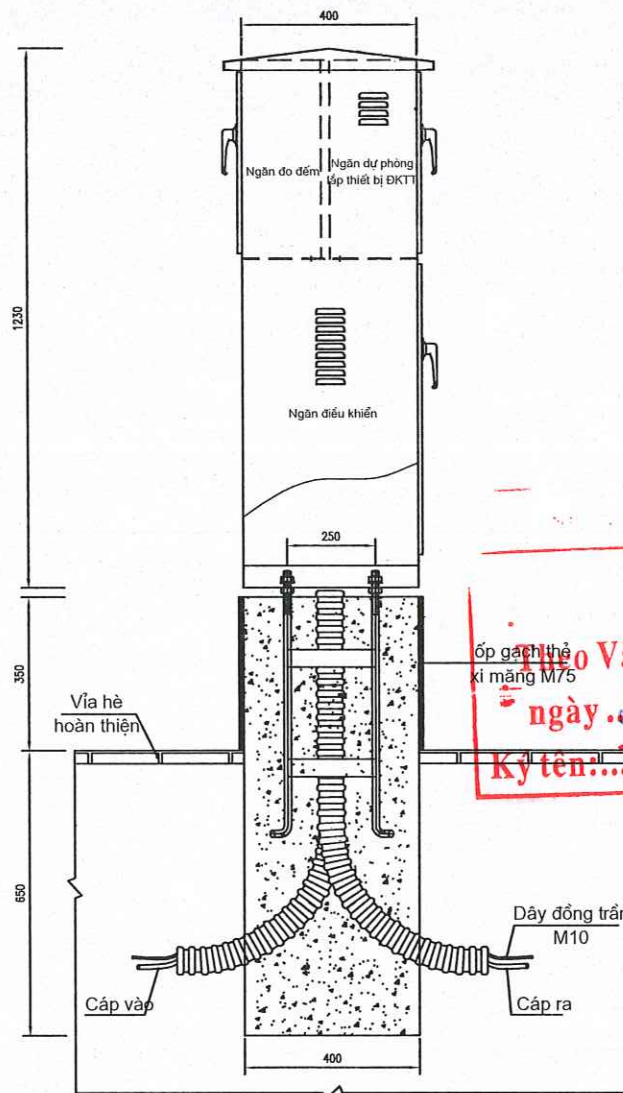 400
Ngăn đo đếm
Ngăn dự phòng
lắp thiết bị ĐKTT
1230
Ngăn điều khiển
250
350
ốp gạch thẻ
xi măng M75
Theo
ngày
Ký tên:...
Vỉa hè
hoàn thiện
650
Dây đồng trần
M10
Cáp vào
Cáp ra
400